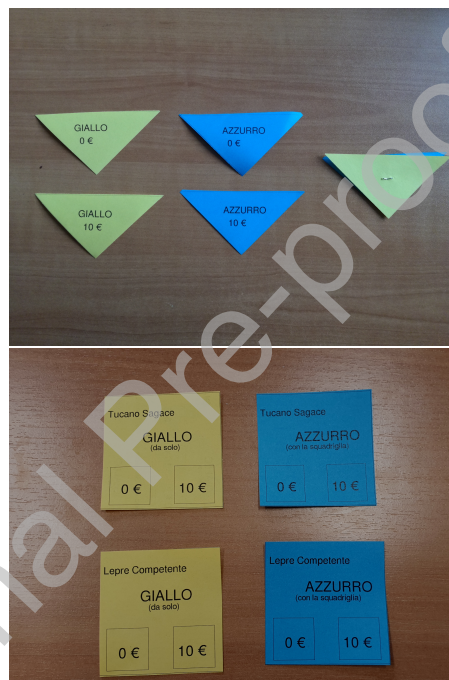 GIALLO
0 €
AZZURRO
0 €
GIALLO
10 €
AZZURRO
10 €
Tucano Sagace
GIALLO
(da solo)
0 €
10 €
Tucano Sagace
AZZURRO
(con la squadriglia)
0 €
10 €
Lepre Competente
GIALLO
(da solo)
0 €
10 €
Lepre Competente
AZZURRO
(con la squadriglia)
0 €
10 €
nal Pre-proo